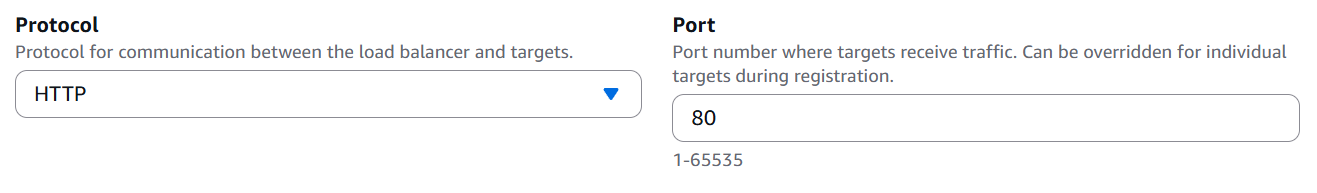 Protocol
Protocol for communication between the load balancer and targets.
HTTP
Port
Port number where targets receive traffic. Can be overridden for individual
targets during registration.
80
1-65535